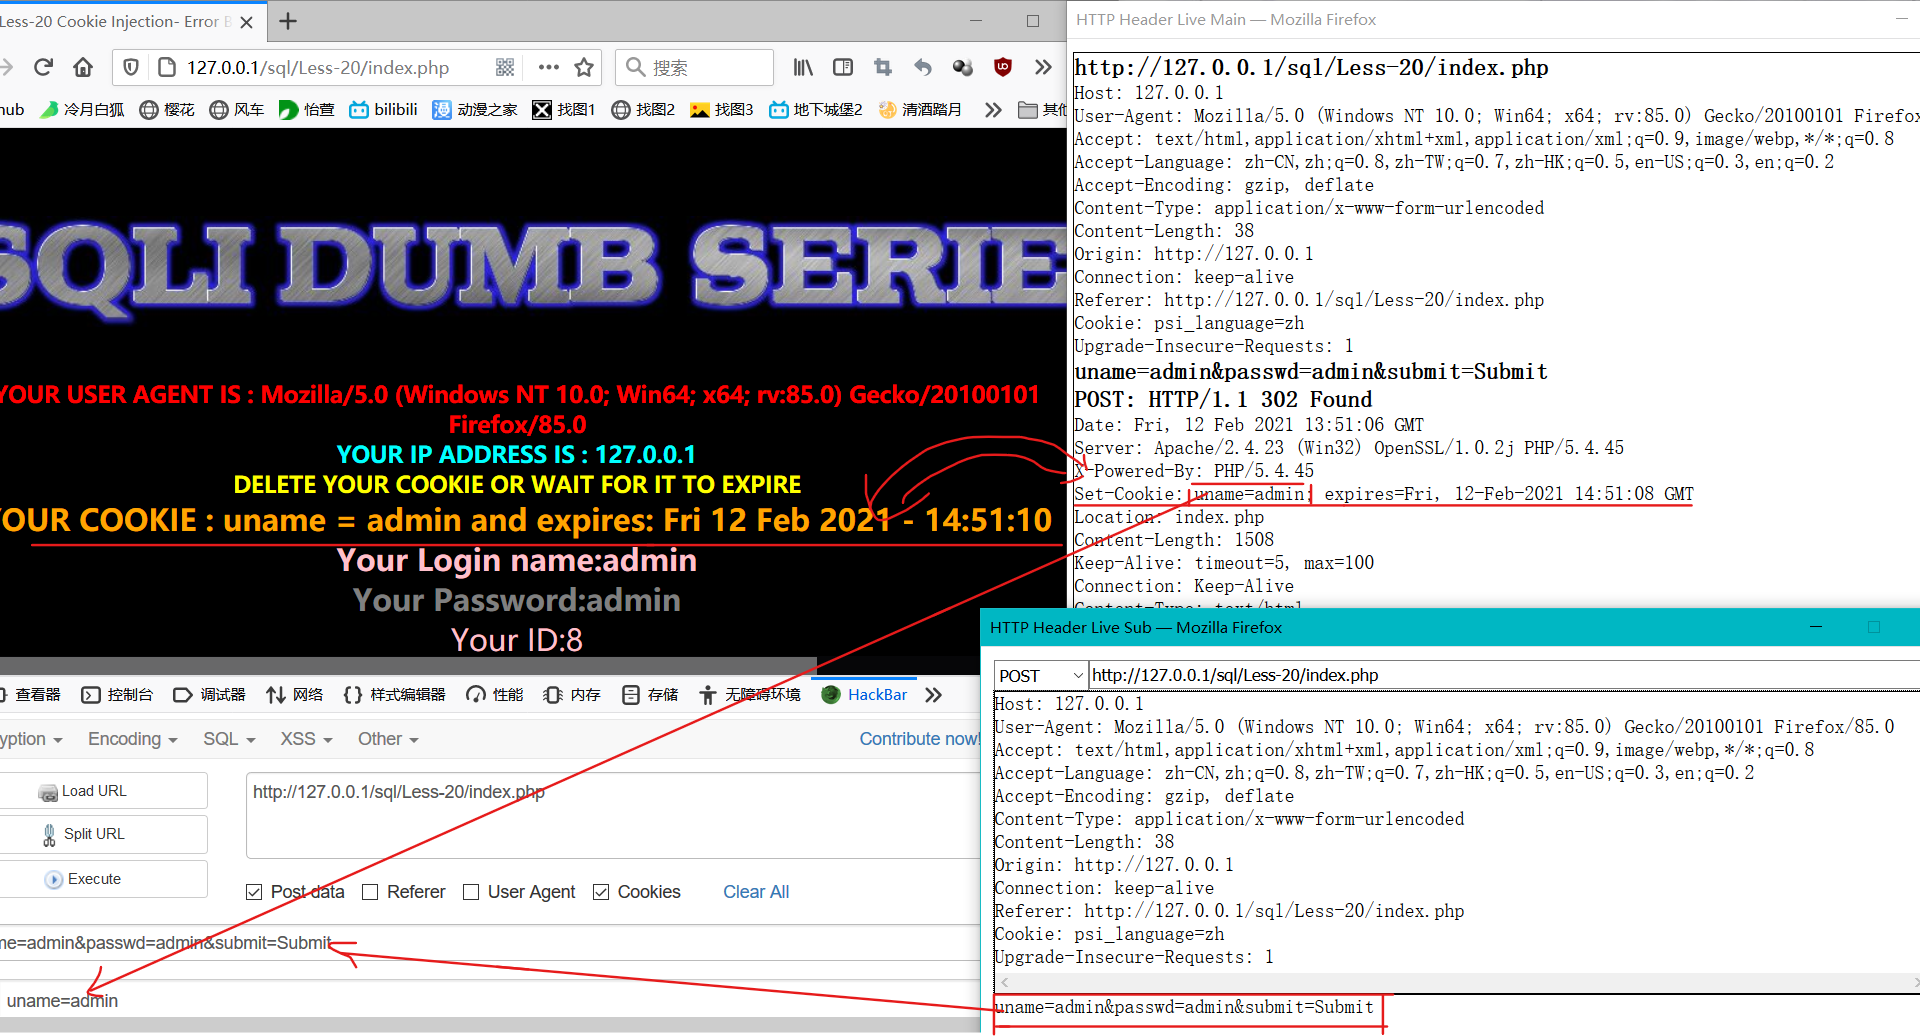 Less-20 Cookie Injection- Error B
127.0.0.1/sql/Less-20/index.php
搜索
hub 冷月白狐 樱花 风车 怡萱 bilibili 动漫之家 找图1 找图2 找图3 地下城堡2 清酒踏月 其他
SQLI DUMB SERIE
YOUR USER AGENT IS : Mozilla/5.0 (Windows NT 10.0; Win64; x64; rv:85.0) Gecko/20100101
Firefox/85.0
YOUR IP ADDRESS IS : 127.0.0.1
DELETE YOUR COOKIE OR WAIT FOR IT TO EXPIRE
YOUR COOKIE : uname = admin and expires: Fri 12 Feb 2021 - 14:51:10
Your Login name:admin
Your Password:admin
Your ID:8
查看器 控制台 调试器 网络 样式编辑器 性能 内存 存储 无障碍环境 HackBar
yption Encoding SQL XSS Other Contribute now!
Load URL
http://127.0.0.1/sql/Less-20/index.php
Split URL
Execute
Post data Referer User Agent Cookies Clear All
me=admin&passwd=admin&submit=Submit
uname=admin
HTTP Header Live Main — Mozilla Firefox
http://127.0.0.1/sql/Less-20/index.php
Host: 127.0.0.1
User-Agent: Mozilla/5.0 (Windows NT 10.0; Win64; x64; rv:85.0) Gecko/20100101 Firefox
Accept: text/html,application/xhtml+xml,application/xml;q=0.9,image/webp,*/*;q=0.8
Accept-Language: zh-CN,zh;q=0.8,zh-TW;q=0.7,zh-HK;q=0.5,en-US;q=0.3,en;q=0.2
Accept-Encoding: gzip, deflate
Content-Type: application/x-www-form-urlencoded
Content-Length: 38
Origin: http://127.0.0.1
Connection: keep-alive
Referer: http://127.0.0.1/sql/Less-20/index.php
Cookie: psi_language=zh
Upgrade-Insecure-Requests: 1
uname=admin&passwd=admin&submit=Submit
POST: HTTP/1.1 302 Found
Date: Fri, 12 Feb 2021 13:51:06 GMT
Server: Apache/2.4.23 (Win32) OpenSSL/1.0.2j PHP/5.4.45
X-Powered-By: PHP/5.4.45
Set-Cookie: uname=admin; expires=Fri, 12-Feb-2021 14:51:08 GMT
Location: index.php
Content-Length: 1508
Keep-Alive: timeout=5, max=100
Connection: Keep-Alive
Content-Type: text/html
HTTP Header Live Sub — Mozilla Firefox
POST http://127.0.0.1/sql/Less-20/index.php
Host: 127.0.0.1
User-Agent: Mozilla/5.0 (Windows NT 10.0; Win64; x64; rv:85.0) Gecko/20100101 Firefox/85.0
Accept: text/html,application/xhtml+xml,application/xml;q=0.9,image/webp,*/*;q=0.8
Accept-Language: zh-CN,zh;q=0.8,zh-TW;q=0.7,zh-HK;q=0.5,en-US;q=0.3,en;q=0.2
Accept-Encoding: gzip, deflate
Content-Type: application/x-www-form-urlencoded
Content-Length: 38
Origin: http://127.0.0.1
Connection: keep-alive
Referer: http://127.0.0.1/sql/Less-20/index.php
Cookie: psi_language=zh
Upgrade-Insecure-Requests: 1
uname=admin&passwd=admin&submit=Submit